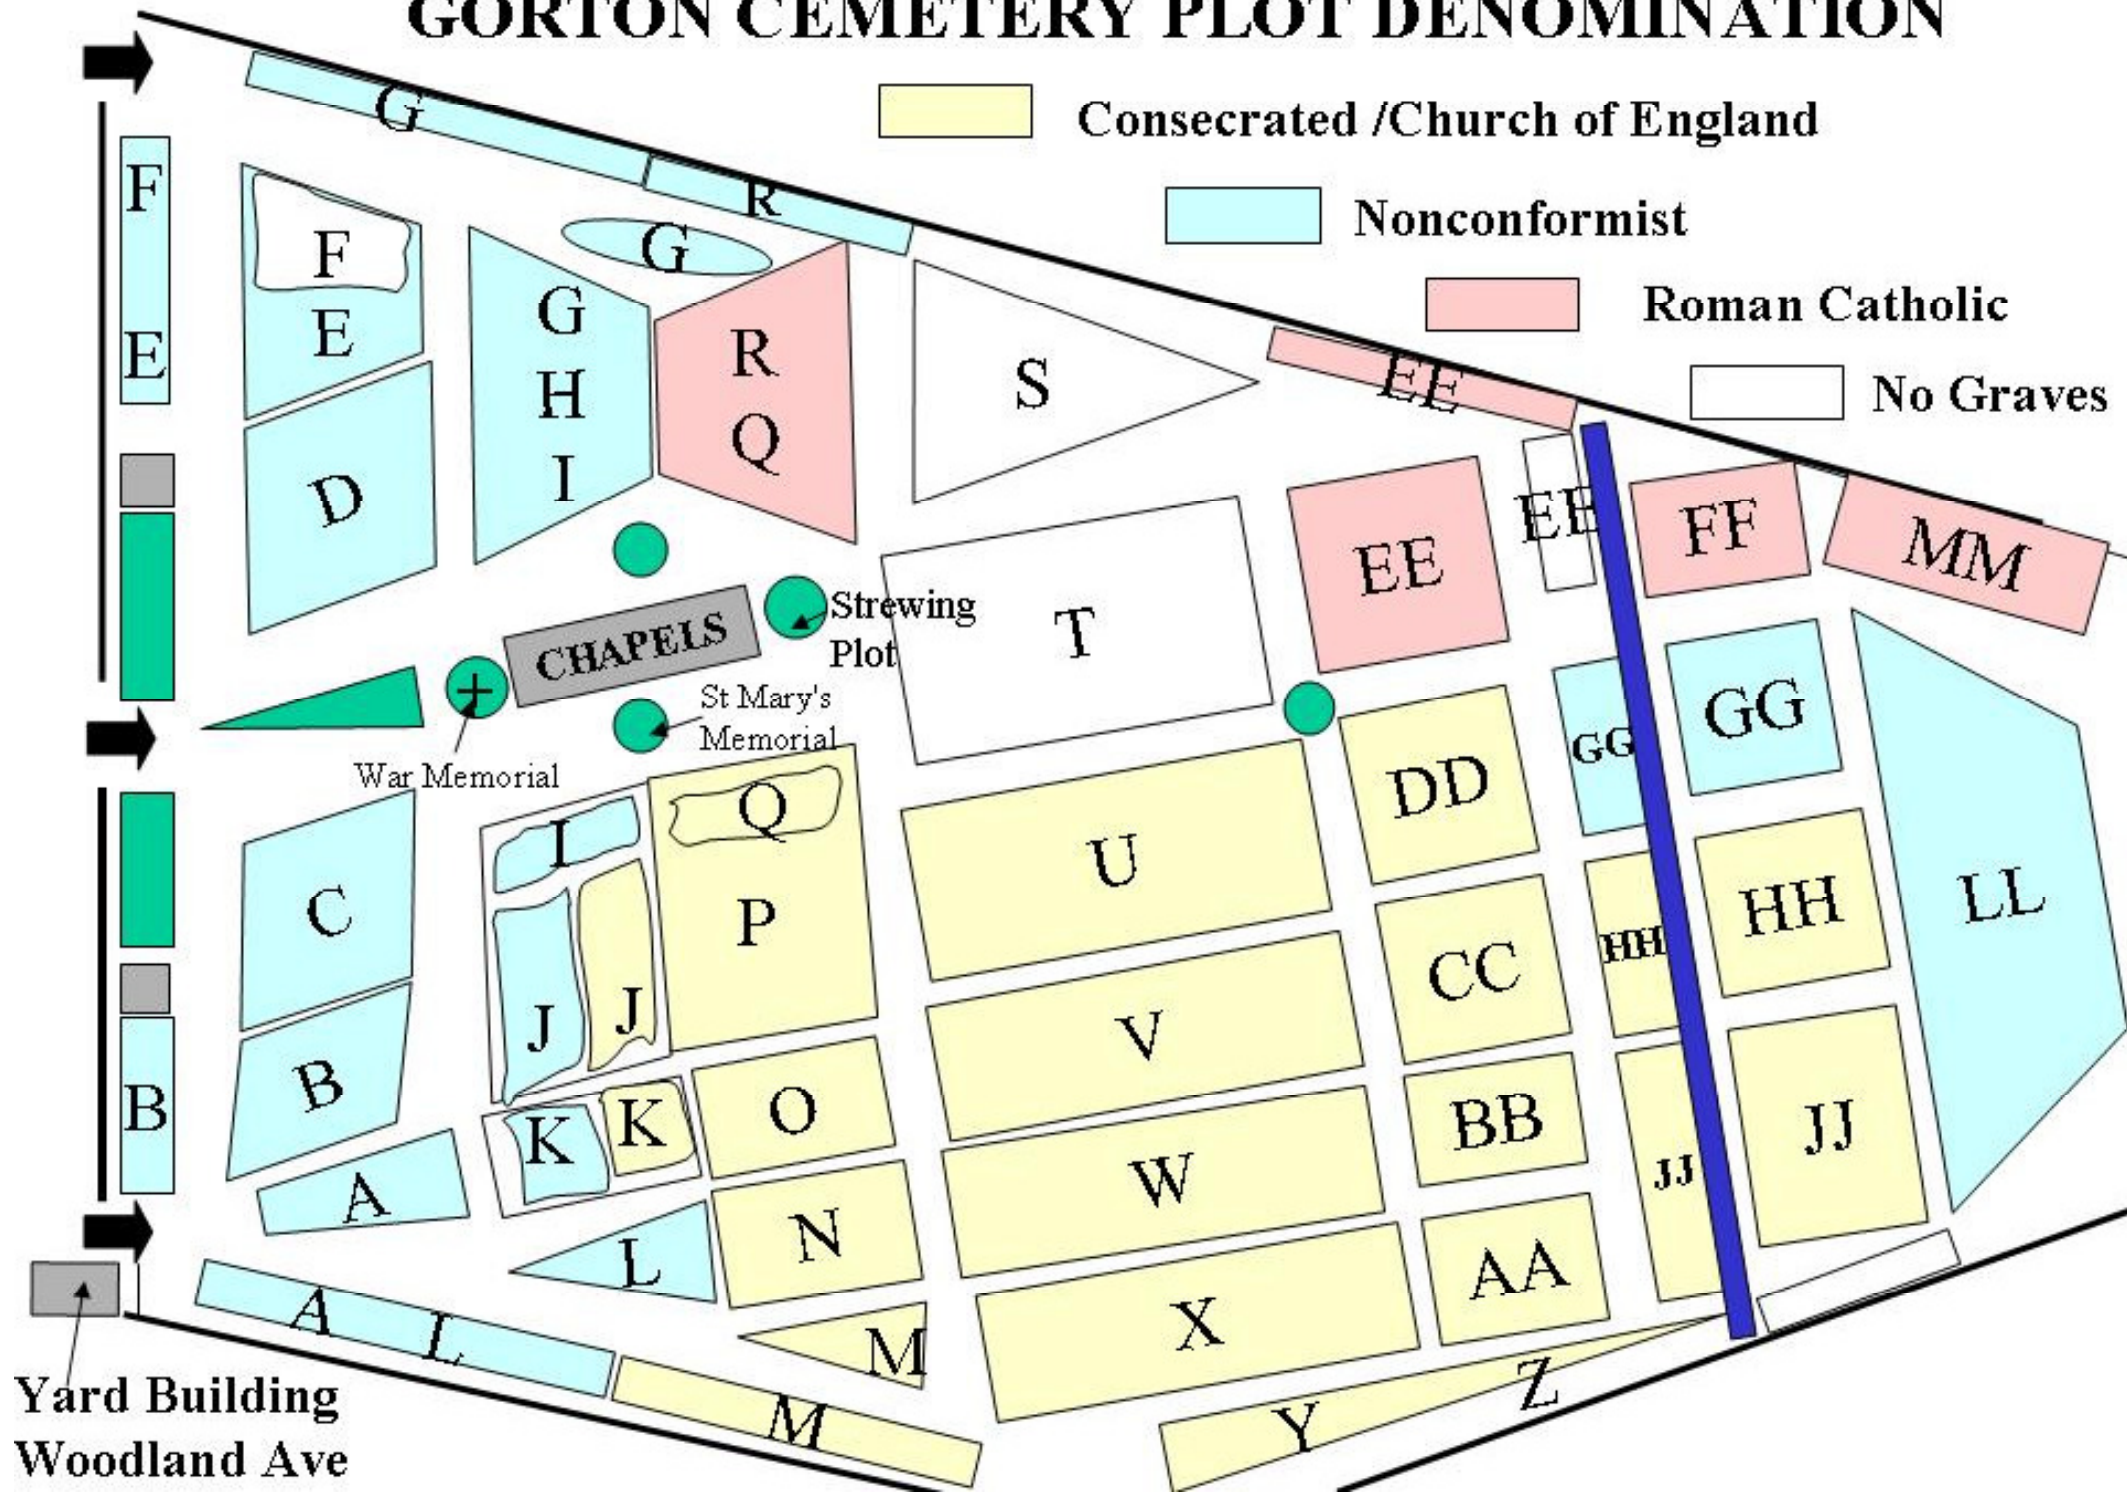 GORTON CEMETERY PLOT DENOMINATION
Consecrated /Church of England
Nonconformist
Roman Catholic
No Graves
G
R
F
E
F
E
G
G
H
I
R
Q
S
EE
D
EE
EE
FF
MM
CHAPELS
Strewing
Plot
T
St Mary's
Memorial
War Memorial
GG
GG
DD
I
Q
U
C
P
J
J
V
CC
HH
HH
LL
B
B
K
K
O
W
BB
JJ
JJ
A
L
N
X
AA
A
L
M
M
Y
Z
Yard Building
Woodland Ave